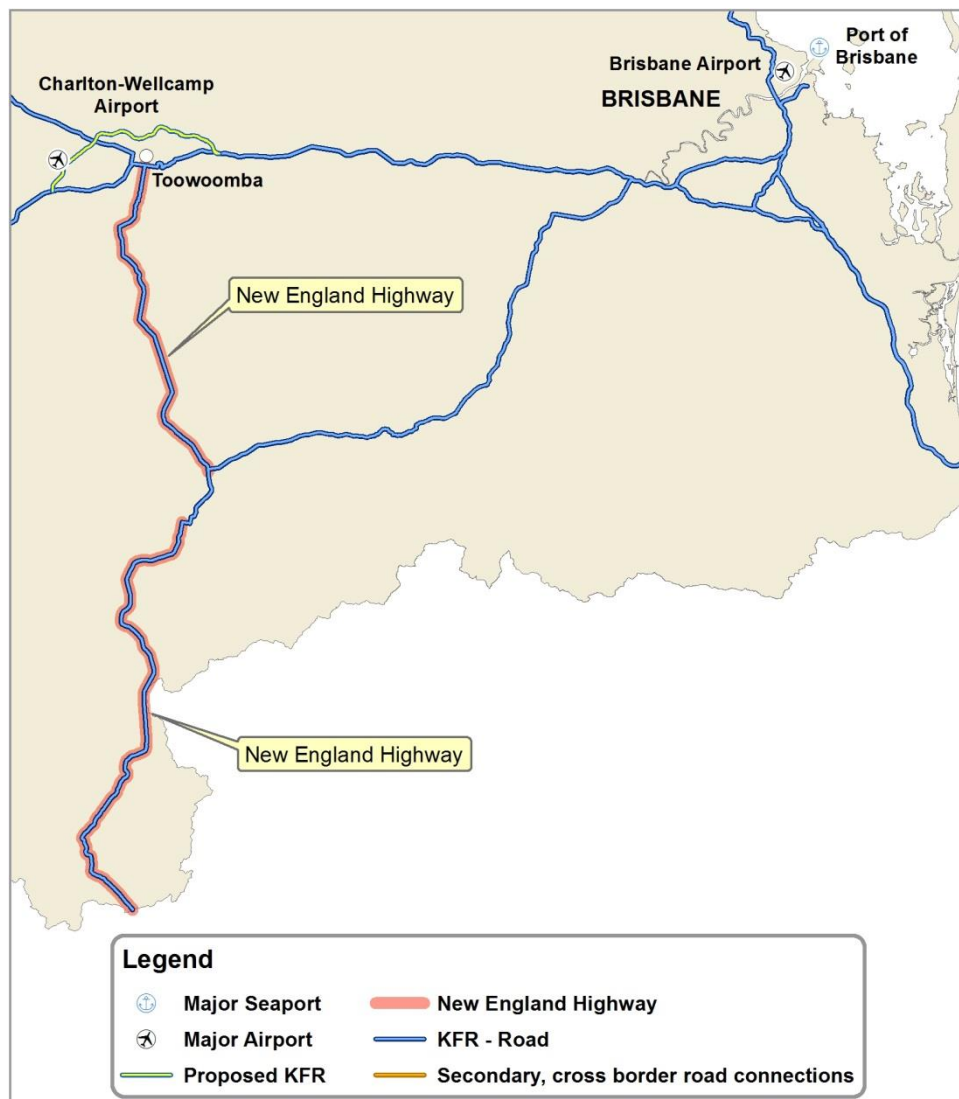 Port of
Brisbane
Brisbane Airport
BRISBANE
Charlton-Wellcamp
Airport
Toowoomba
New England Highway
New England Highway
Legend
Major Seaport
New England Highway
Major Airport
KFR - Road
Proposed KFR
Secondary, cross border road connections